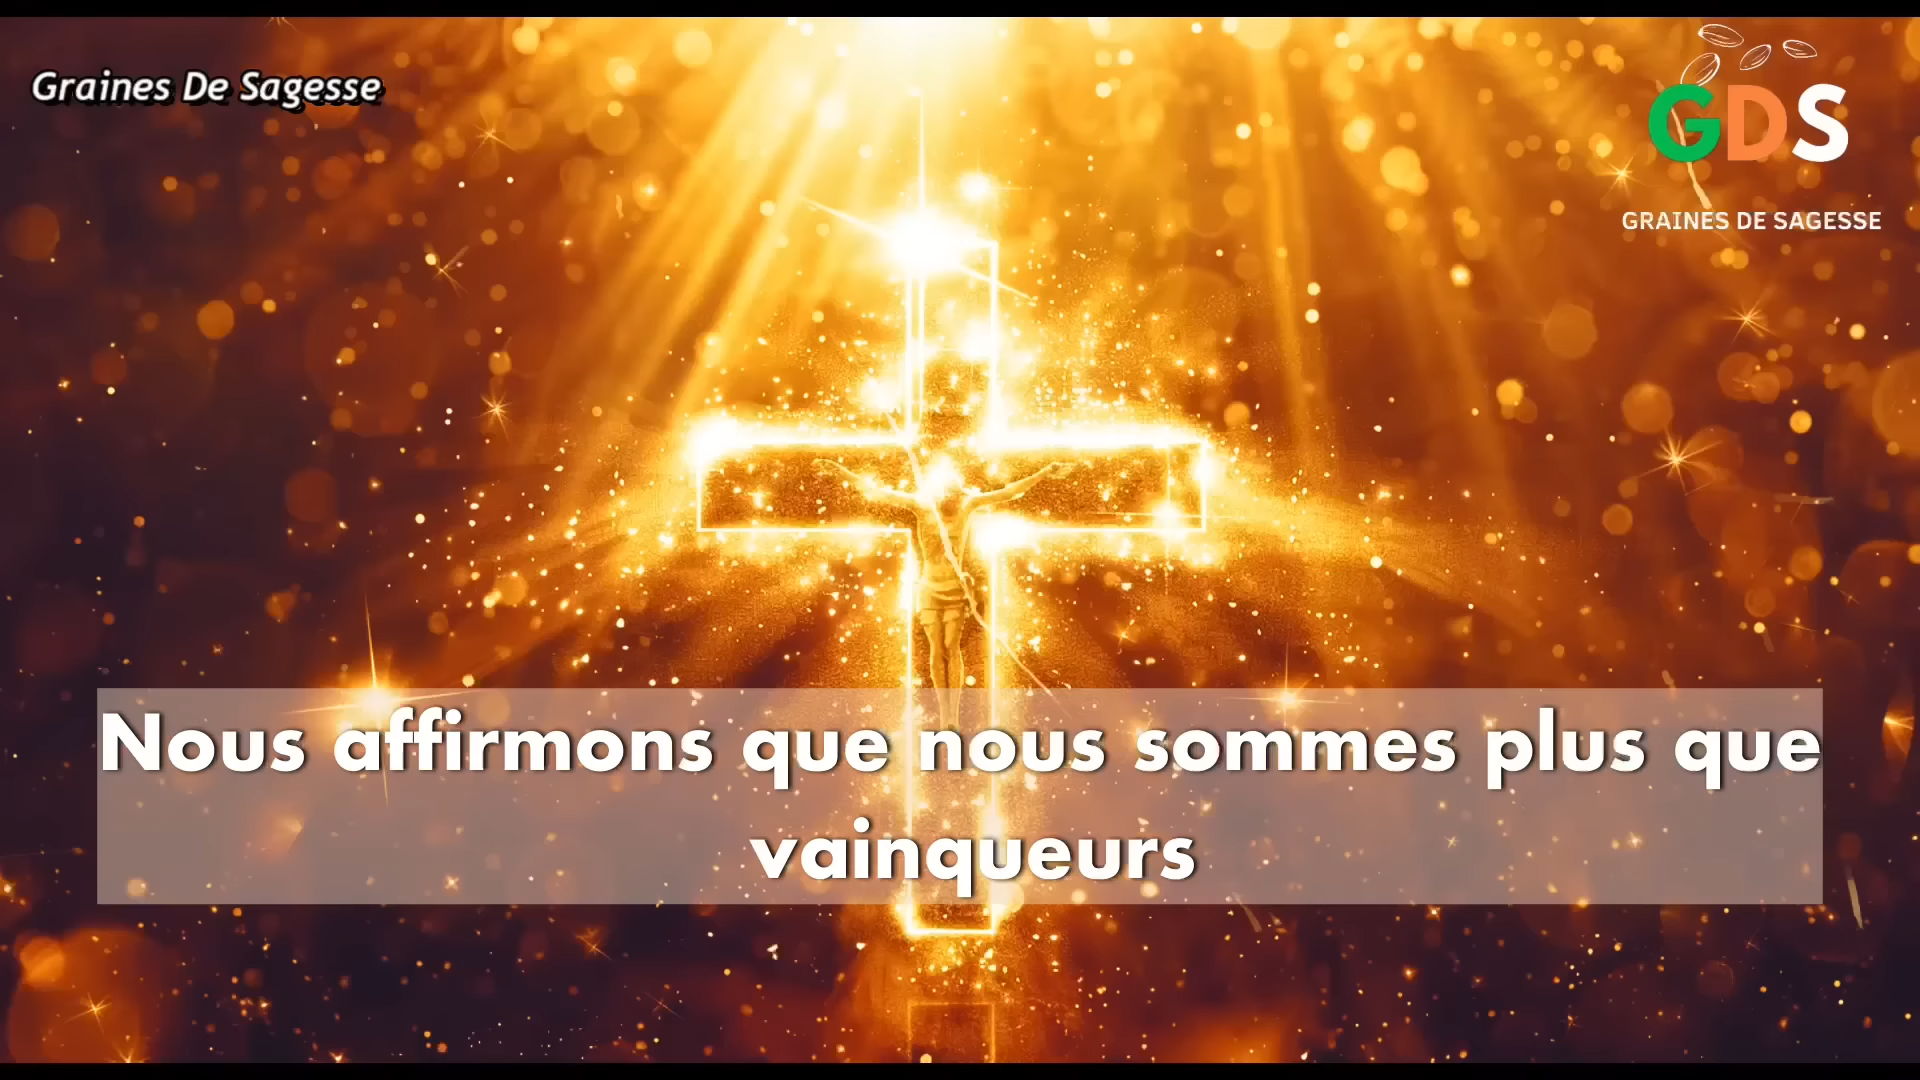 Graines De Sagesse
GDS
GRAINES DE SAGESSE
Nous affirmons que nous sommes plus que
vainqueurs